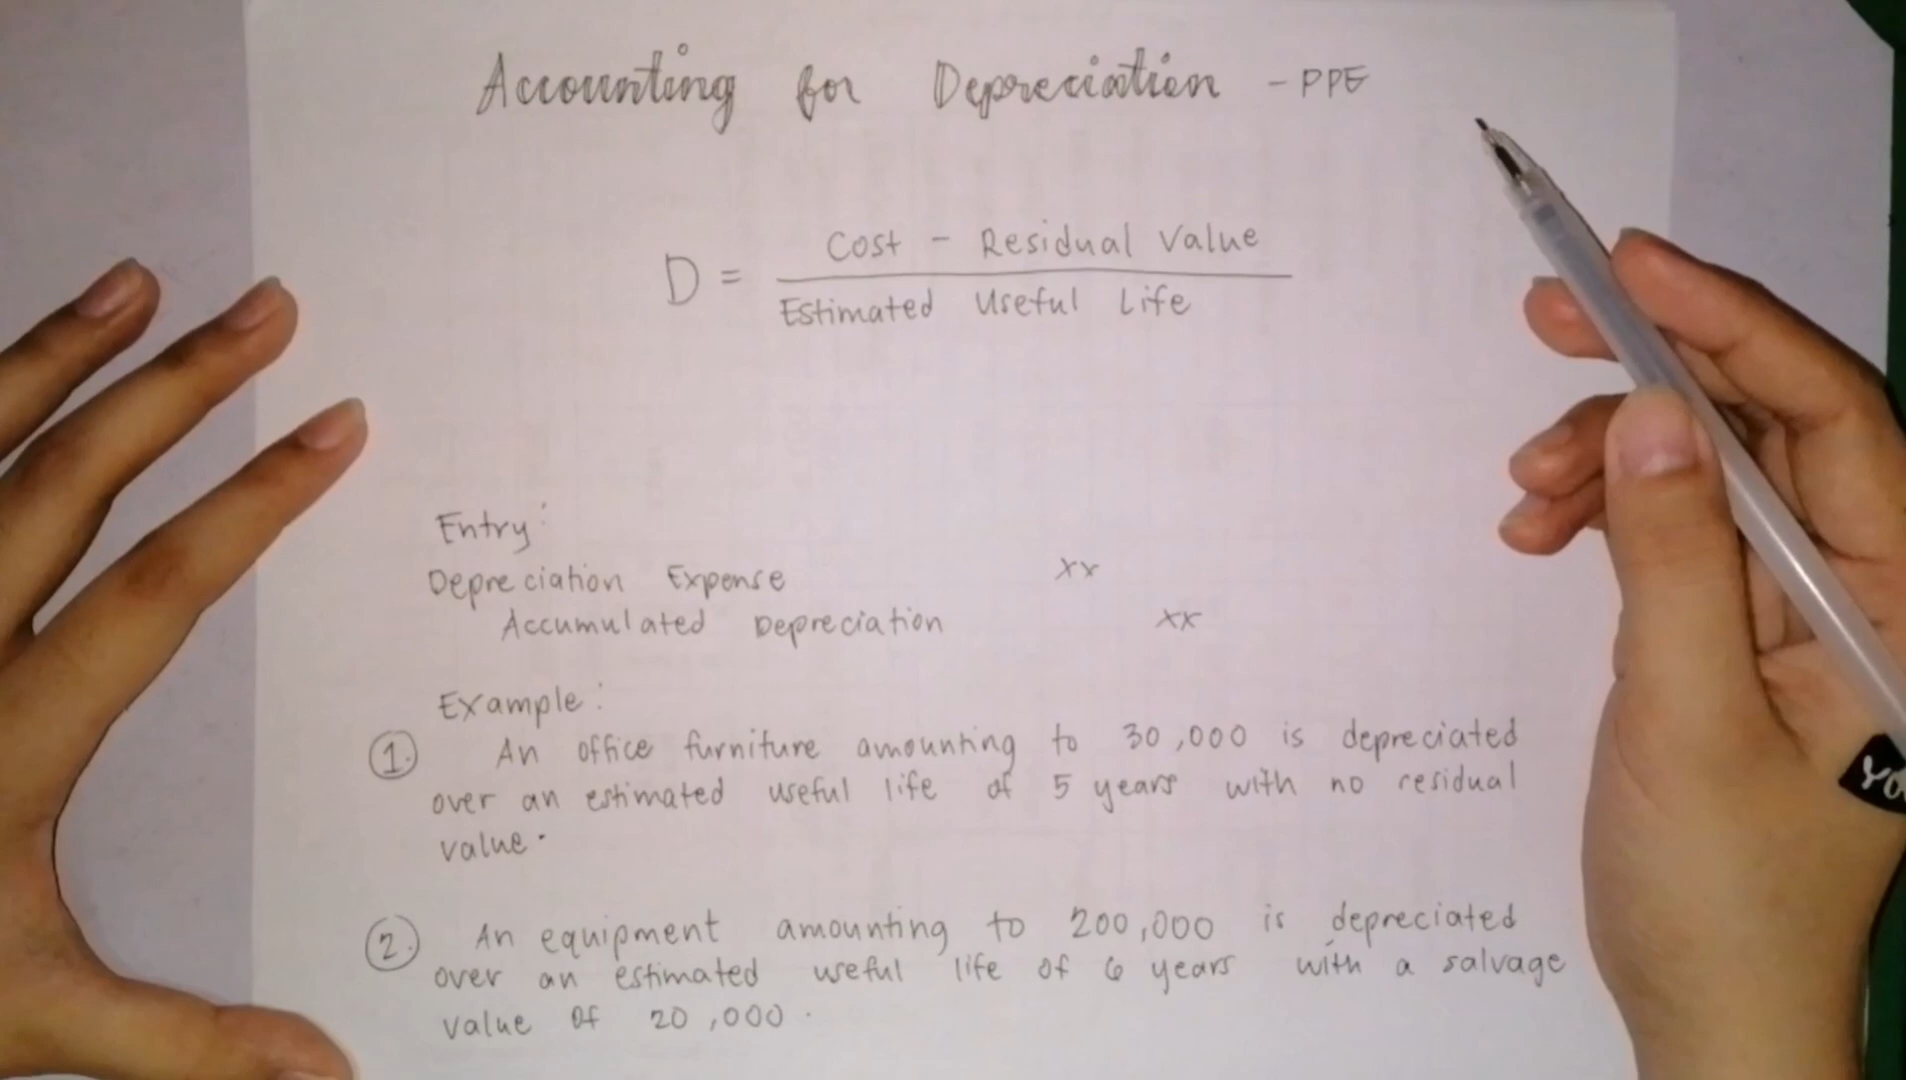 Accounting for Depreciation - PPE
D = Cost - Residual Value
Estimated Useful Life
Entry:
Depreciation Expense xx
Accumulated Depreciation xx
Example:
1. An office furniture amounting to 30,000 is depreciated
over an estimated useful life of 5 years with no residual
value.
2. An equipment amounting to 200,000 is depreciated
over an estimated useful life of 6 years with a salvage
value of 20,000.